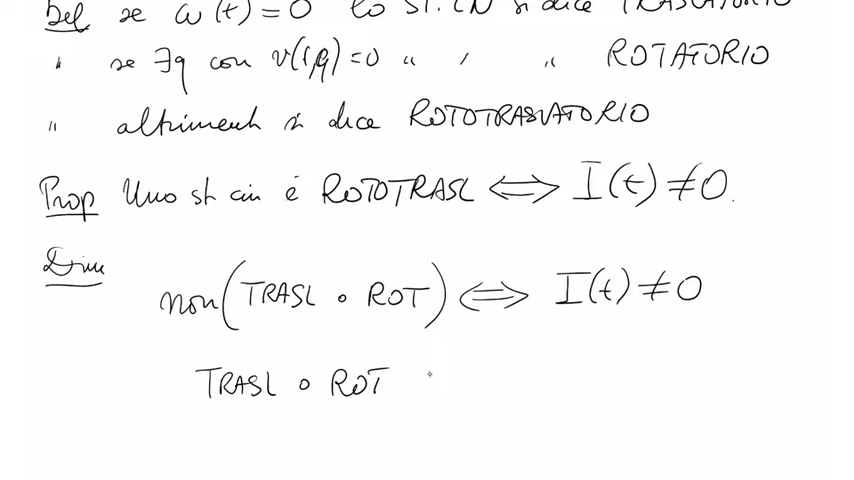 Def se ω(t)=0 lo st. cin si dice TRASLATORIO
" se ∃q con v(t,q)=0 " " " ROTATORIO
" altrimenti si dice ROTOTRASLATORIO
Prop Uno st cin è ROTOTRASL ⟺ I(t)≠0.
Dim
non(TRASL o ROT) ⟺ I(t)≠0
TRASL o ROT